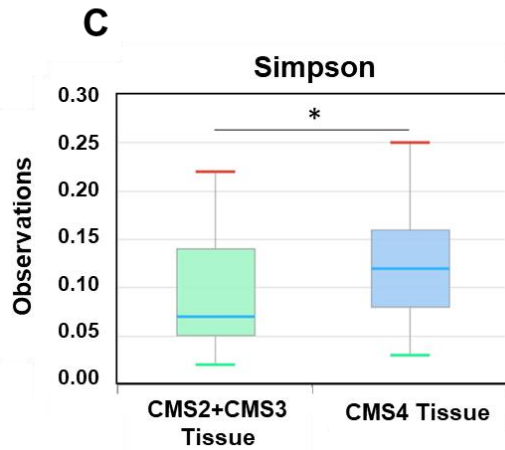 C
Simpson
*
0.30
0.25
0.20
0.15
0.10
0.05
0.00
Observations
CMS2+CMS3
Tissue
CMS4 Tissue